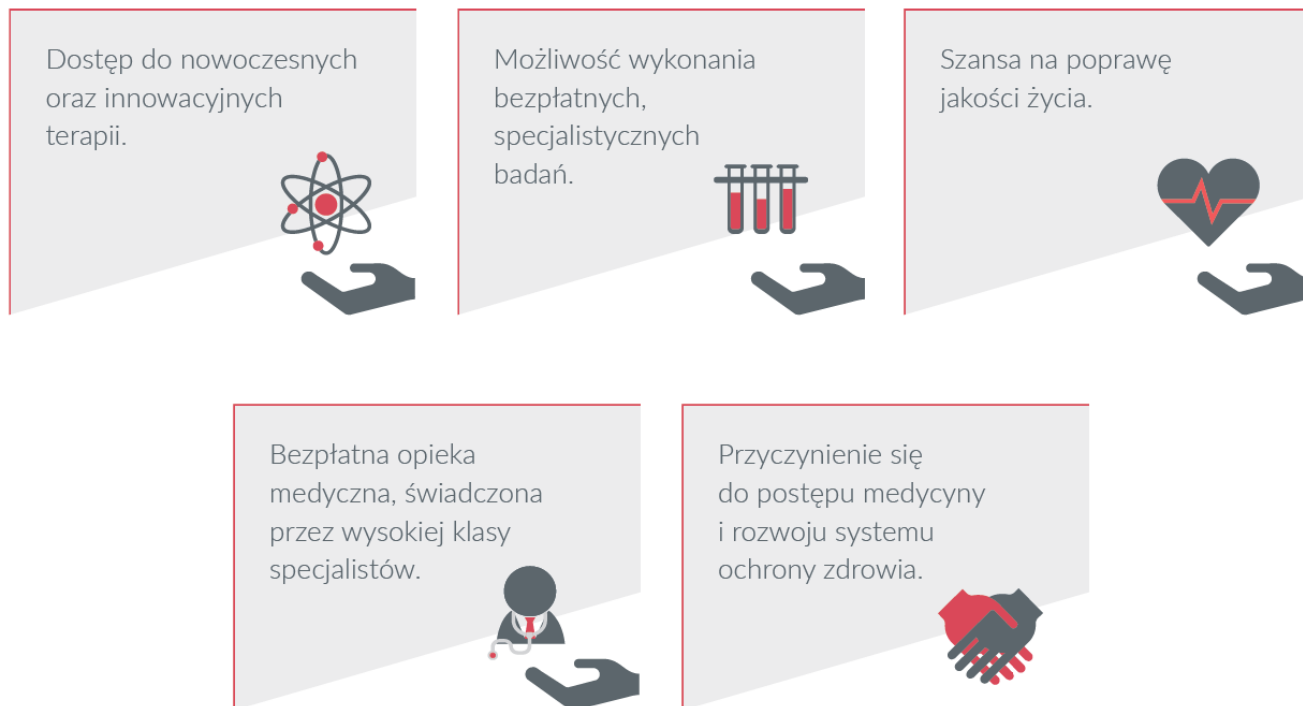 Dostęp do nowoczesnych
oraz innowacyjnych
terapii.
Możliwość wykonania
bezpłatnych,
specjalistycznych
badań.
Szansa na poprawę
jakości życia.
Bezpłatna opieka
medyczna, świadczona
przez wysokiej klasy
specjalistów.
Przyczynienie się
do postępu medycyny
i rozwoju systemu
ochrony zdrowia.